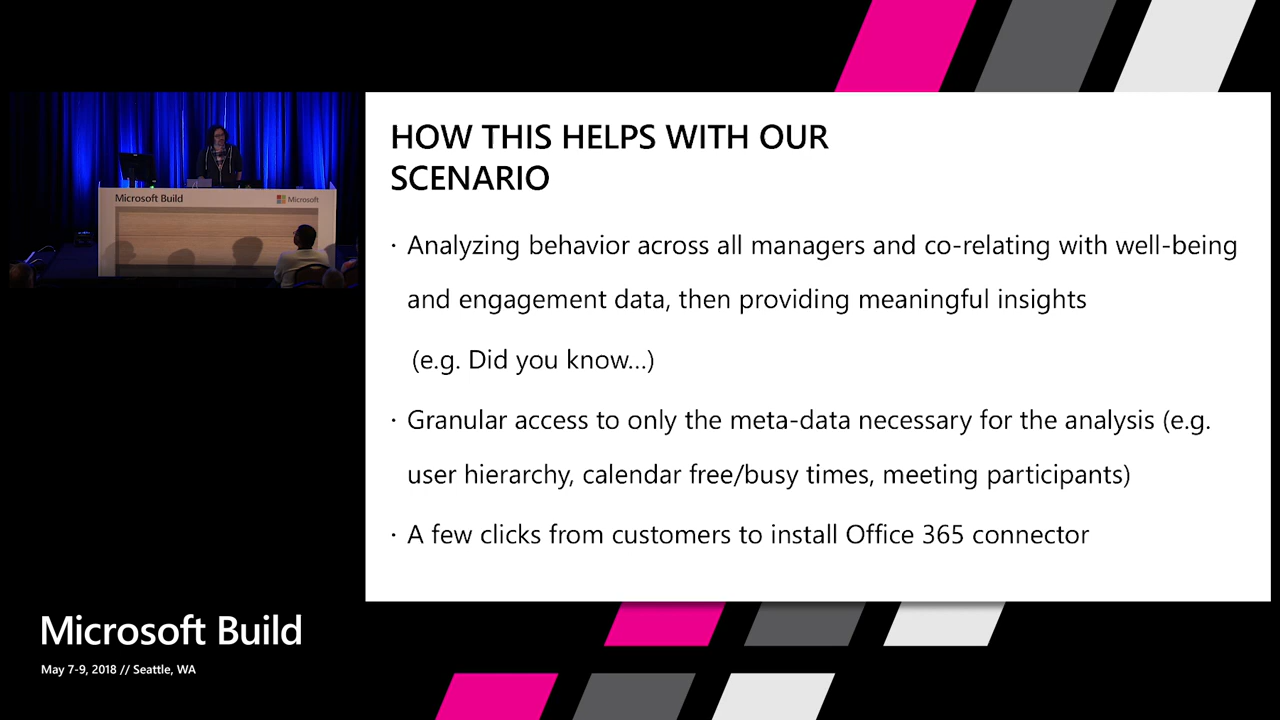 HOW THIS HELPS WITH OUR
SCENARIO
· Analyzing behavior across all managers and co-relating with well-being
and engagement data, then providing meaningful insights
(e.g. Did you know...)
· Granular access to only the meta-data necessary for the analysis (e.g.
user hierarchy, calendar free/busy times, meeting participants)
· A few clicks from customers to install Office 365 connector
Microsoft Build
Microsoft
Microsoft Build
May 7-9, 2018 // Seattle, WA